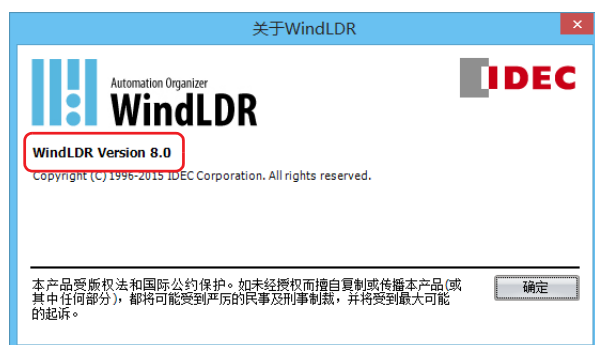 关于WindLDR
Automation Organizer
WindLDR
IDEC
WindLDR Version 8.0
Copyright (C)1996-2015 IDEC Corporation. All rights reserved.
本产品受版权法和国际公约保护。如未经授权而擅自复制或传播本产品(或
其中任何部分)，都将可能受到严厉的民事及刑事制裁，并将受到最大可能
的起诉。
确定